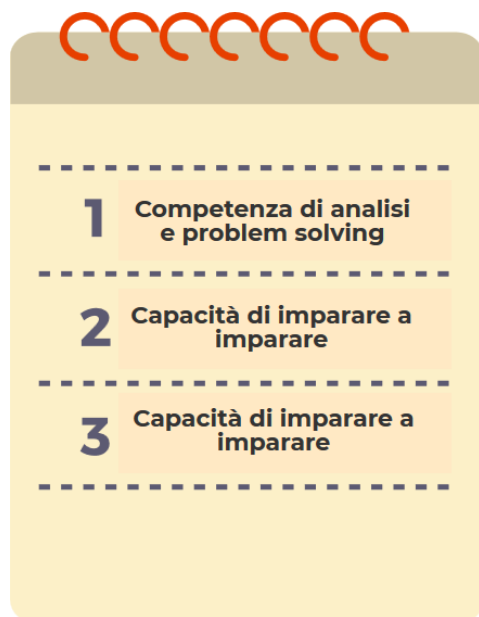 1
Competenza di analisi
e problem solving
2
Capacità di imparare a
imparare
3
Capacità di imparare a
imparare